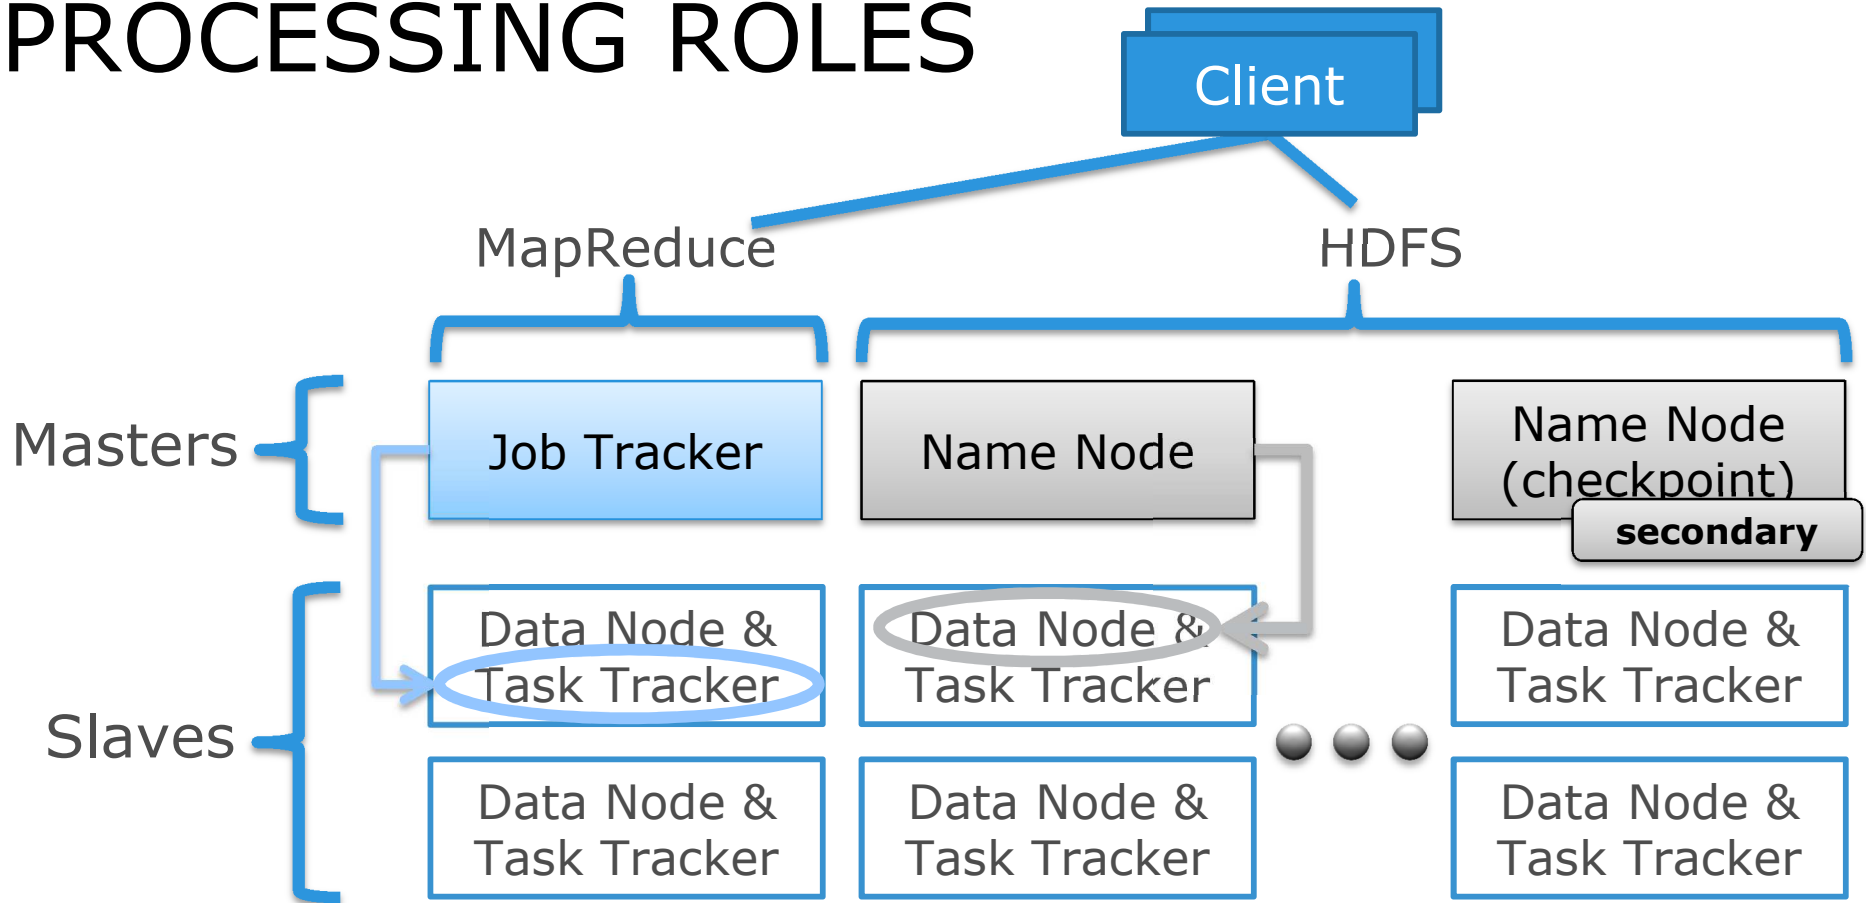 PROCESSING ROLES
Client
MapReduce
HDFS
Masters
Job Tracker
Name Node
Name Node
(checkpoint)
secondary
Slaves
Data Node &
Task Tracker
Data Node &
Task Tracker
Data Node &
Task Tracker
Data Node &
Task Tracker
Data Node &
Task Tracker
Data Node &
Task Tracker